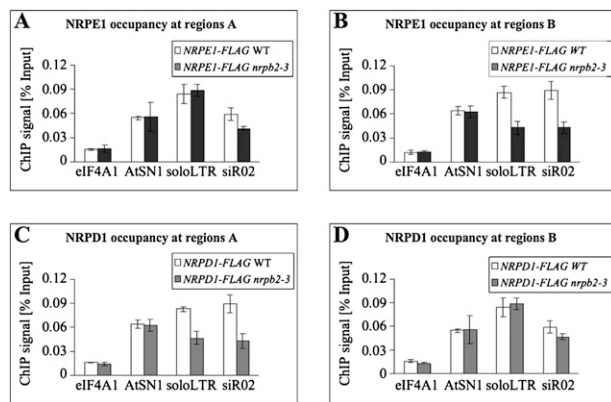 A
NRPE1 occupancy at regions A
NRPE1-FLAG WT
NRPE1-FLAG nrpb2-3
ChIP signal [% Input]
0.12
0.09
0.06
0.03
0
eIF4A1 AtSN1 soloLTR siR02
B
NRPE1 occupancy at regions B
NRPE1-FLAG WT
NRPE1-FLAG nrpb2-3
ChIP signal [% Input]
0.12
0.09
0.06
0.03
0
eIF4A1 AtSN1 soloLTR siR02
C
NRPD1 occupancy at regions A
NRPD1-FLAG WT
NRPD1-FLAG nrpb2-3
ChIP signal [% Input]
0.12
0.09
0.06
0.03
0
eIF4A1 AtSN1 soloLTR siR02
D
NRPD1 occupancy at regions B
NRPD1-FLAG WT
NRPD1-FLAG nrpb2-3
ChIP signal [% Input]
0.12
0.09
0.06
0.03
0
eIF4A1 AtSN1 soloLTR siR02